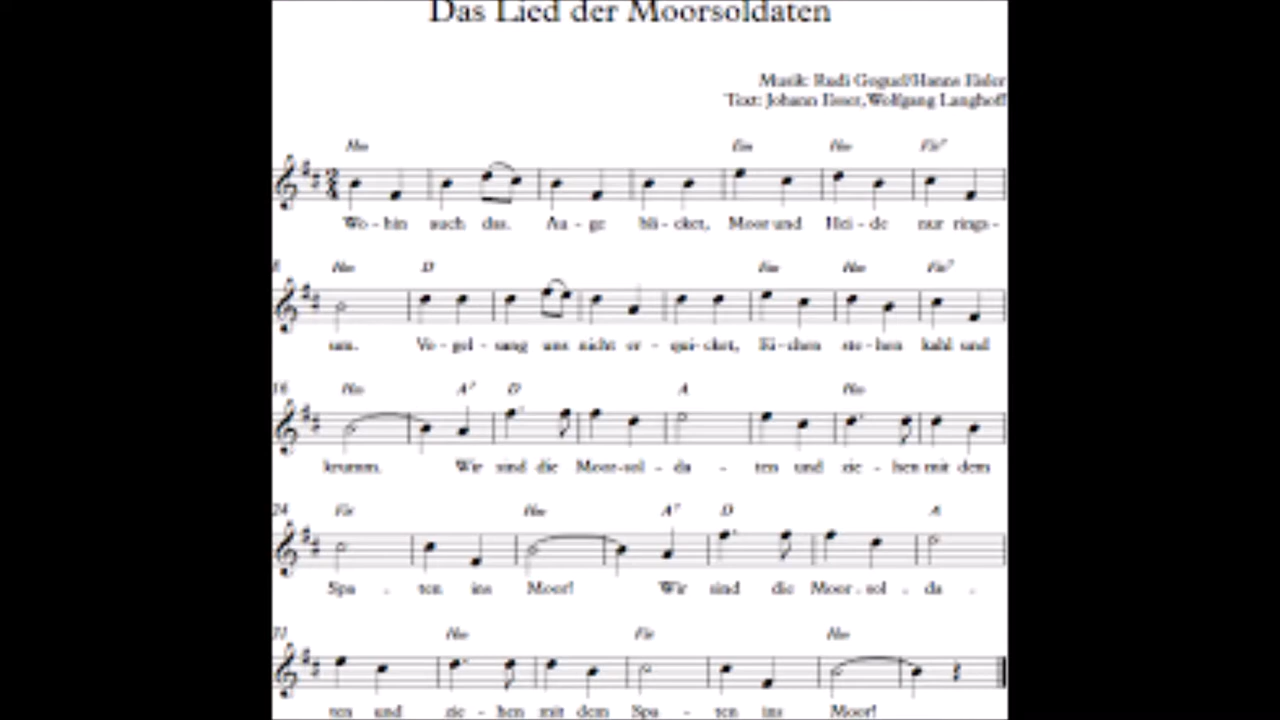 Das Lied der Moorsoldaten
Musik: Rudi Goguel/Hanns Eisler
Text: Johann Esser, Wolfgang Langhoff
Hm Em Hm Fis⁷
Wo - hin auch das. Au - ge bli - cket, Moor und Hei - de nur rings -
8 Hm D Em Hm Fis⁷
um. Vo - gel - sang uns nicht er - qui - cket, Ei - chen ste - hen kahl und
16 Hm A⁷ D A Hm
krumm. Wir sind die Moor-sol - da - ten und zie - hen mit dem
24 Fis Hm A⁷ D A
Spa - ten ins Moor! Wir sind die Moor - sol - da -
31 Hm Fis Hm
ten und zie - hen mit dem Spa - ten ins Moor!